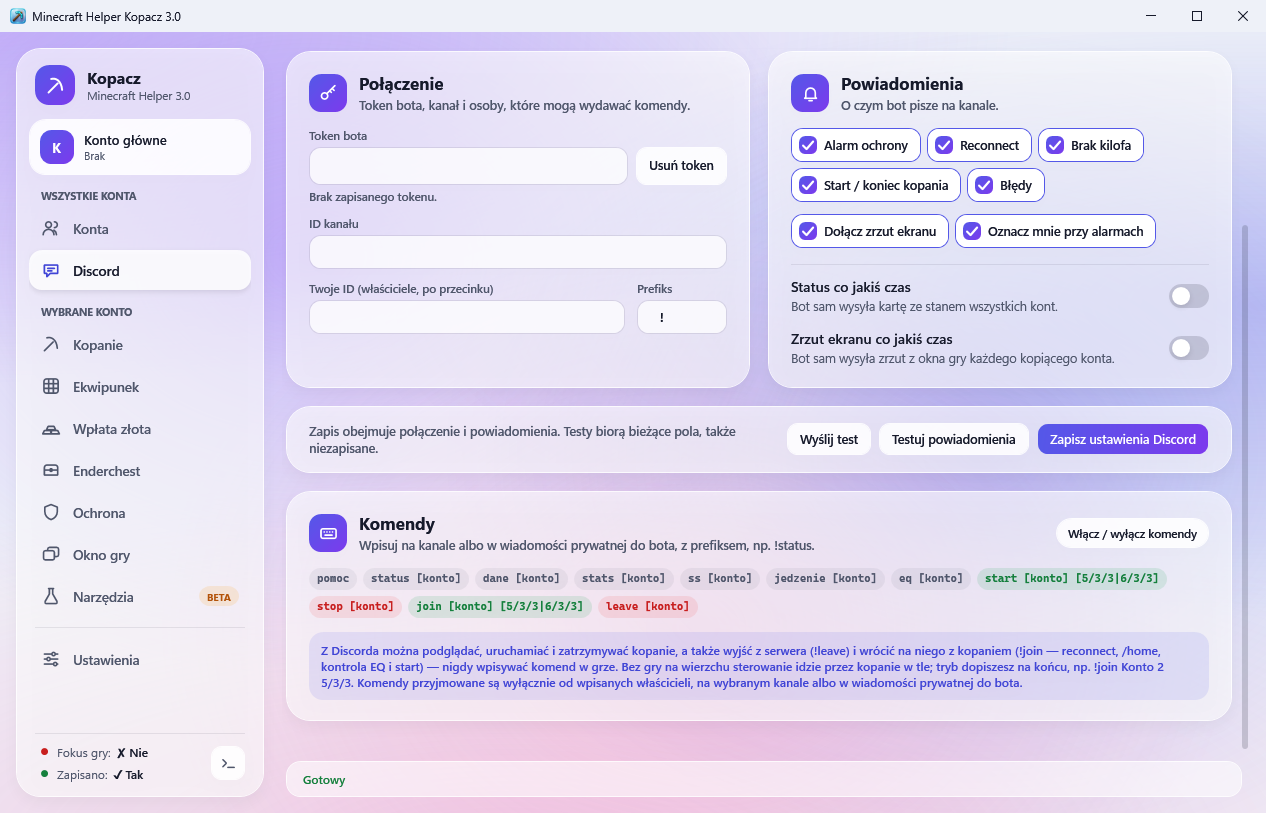 Minecraft Helper Kopacz 3.0
Kopacz
Minecraft Helper 3.0
K
Konto główne
Brak
WSZYSTKIE KONTA
Konta
Discord
WYBRANE KONTO
Kopanie
Ekwipunek
Wpłata złota
Enderchest
Ochrona
Okno gry
Narzędzia
BETA
Ustawienia
Fokus gry: ✗ Nie
Zapisano: ✓ Tak
Połączenie
Token bota, kanał i osoby, które mogą wydawać komendy.
Token bota
Usuń token
Brak zapisanego tokenu.
ID kanału
Twoje ID (właściciele, po przecinku)
Prefiks
!
Powiadomienia
O czym bot pisze na kanale.
Alarm ochrony
Reconnect
Brak kilofa
Start / koniec kopania
Błędy
Dołącz zrzut ekranu
Oznacz mnie przy alarmach
Status co jakiś czas
Bot sam wysyła kartę ze stanem wszystkich kont.
Zrzut ekranu co jakiś czas
Bot sam wysyła zrzut z okna gry każdego kopiącego konta.
Zapis obejmuje połączenie i powiadomienia. Testy biorą bieżące pola, także
niezapisane.
Wyślij test
Testuj powiadomienia
Zapisz ustawienia Discord
Komendy
Wpisuj na kanale albo w wiadomości prywatnej do bota, z prefiksem, np. !status.
Włącz / wyłącz komendy
pomoc
status [konto]
dane [konto]
stats [konto]
ss [konto]
jedzenie [konto]
eq [konto]
start [konto] [5/3/3|6/3/3]
stop [konto]
join [konto] [5/3/3|6/3/3]
leave [konto]
Z Discorda można podglądać, uruchamiać i zatrzymywać kopanie, a także wyjść z serwera (!leave) i wrócić na niego z kopaniem (!join — reconnect, /home,
kontrola EQ i start) — nigdy wpisywać komend w grze. Bez gry na wierzchu sterowanie idzie przez kopanie w tle; tryb dopiszesz na końcu, np. !join Konto 2
5/3/3. Komendy przyjmowane są wyłącznie od wpisanych właścicieli, na wybranym kanale albo w wiadomości prywatnej do bota.
Gotowy